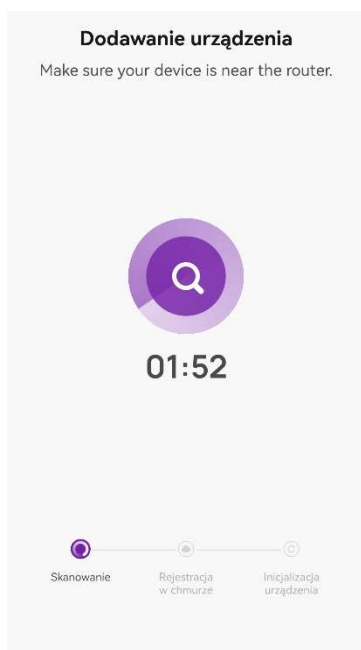 Dodawanie urządzenia
Make sure your device is near the router.
01:52
Skanowanie
Rejestracja
w chmurze
Inicjalizacja
urządzenia